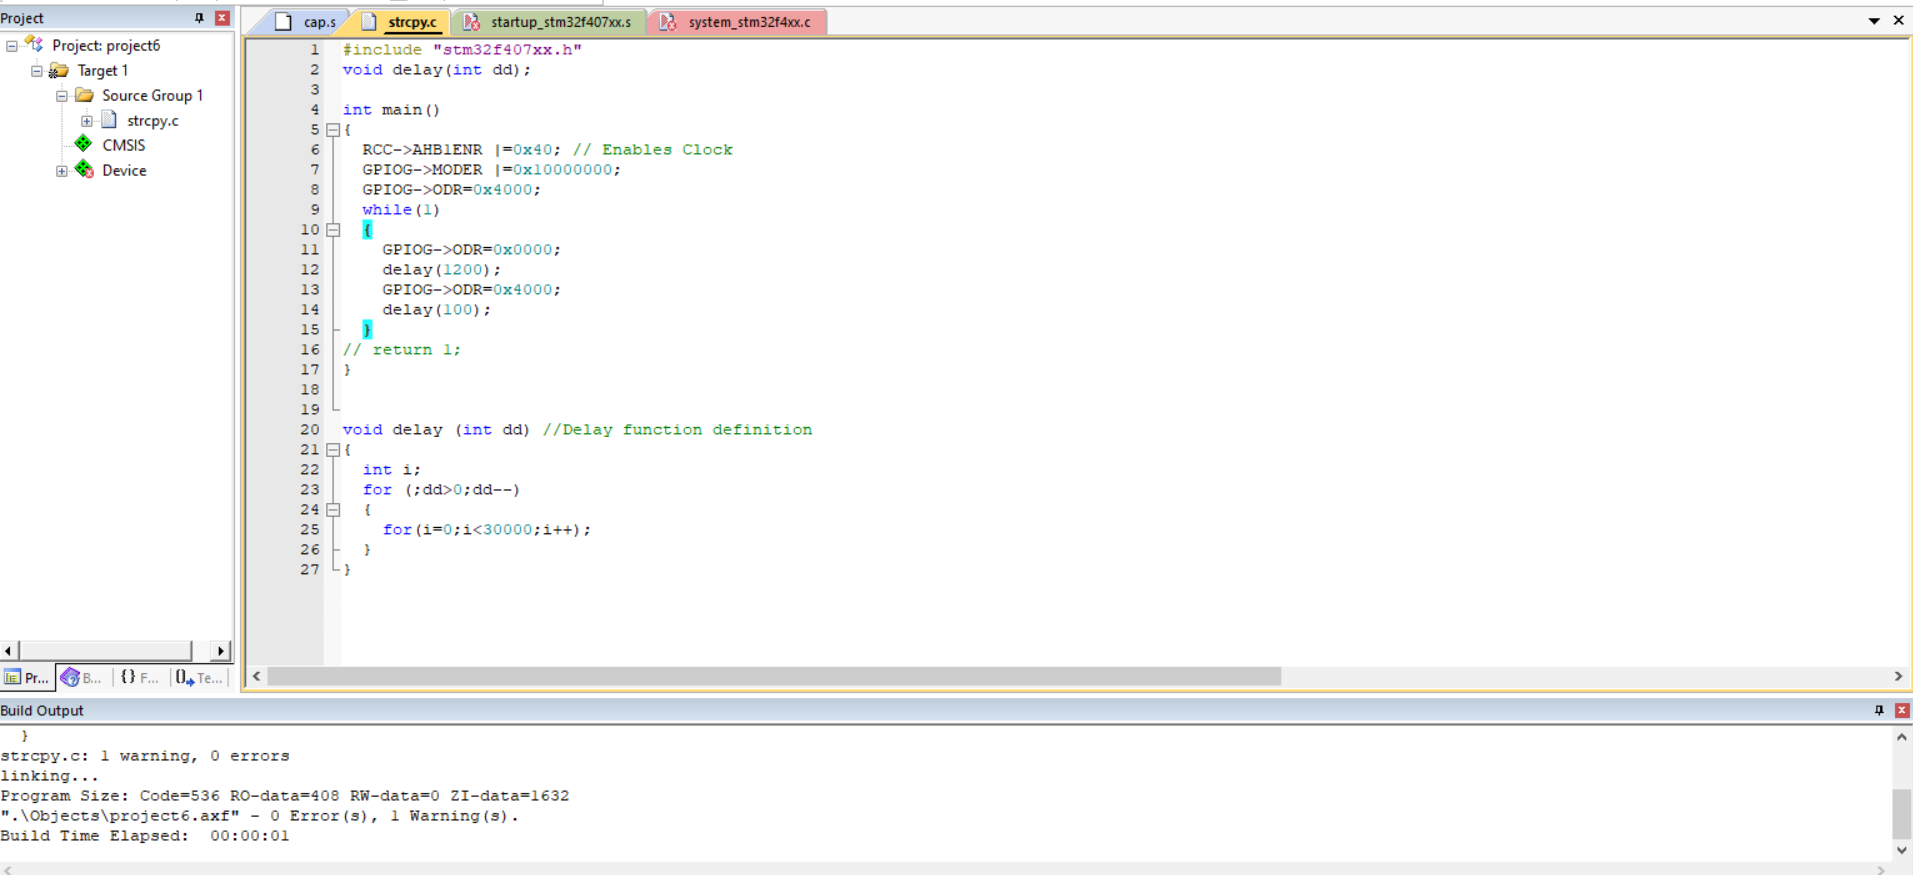 Project
Project: project6
Target 1
Source Group 1
strcpy.c
CMSIS
Device
Pr...
B...
{} F...
Te...
cap.s
strcpy.c
startup_stm32f407xx.s
system_stm32f4xx.c
1 #include "stm32f407xx.h"
2 void delay(int dd);
3
4 int main()
5 {
6 RCC->AHB1ENR |=0x40; // Enables Clock
7 GPIOG->MODER |=0x10000000;
8 GPIOG->ODR=0x4000;
9 while(1)
10 {
11 GPIOG->ODR=0x0000;
12 delay(1200);
13 GPIOG->ODR=0x4000;
14 delay(100);
15 }
16 // return 1;
17 }
18
19
20 void delay (int dd) //Delay function definition
21 {
22 int i;
23 for (;dd>0;dd--)
24 {
25 for(i=0;i<30000;i++);
26 }
27 }
Build Output
}
strcpy.c: 1 warning, 0 errors
linking...
Program Size: Code=536 RO-data=408 RW-data=0 ZI-data=1632
".\Objects\project6.axf" - 0 Error(s), 1 Warning(s).
Build Time Elapsed: 00:00:01